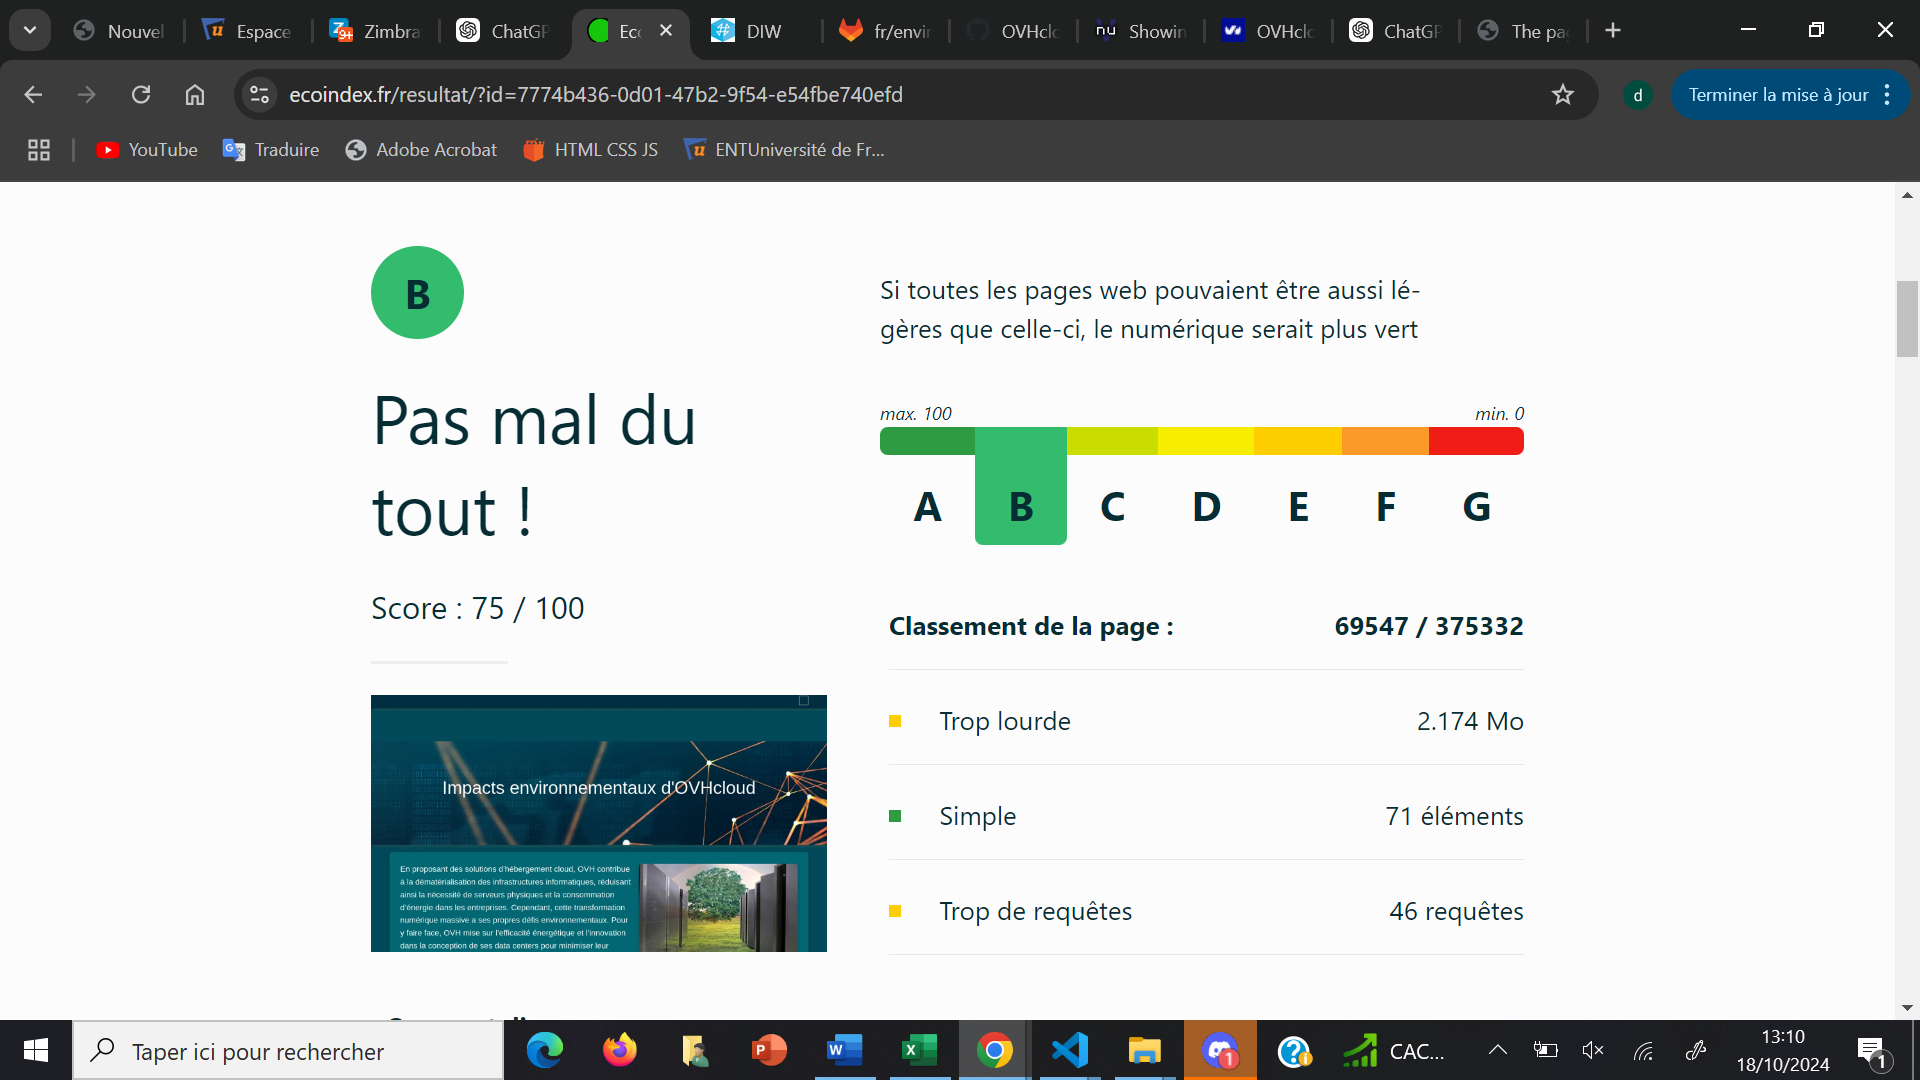 Nouvel
Espace
Zimbra
ChatGP
Eco
DIW
fr/envir
OVHclo
Showin
OVHclo
ChatGP
The pa
ecoindex.fr/resultat/?id=7774b436-0d01-47b2-9f54-e54fbe740efd
d
Terminer la mise à jour
YouTube
Traduire
Adobe Acrobat
HTML CSS JS
ENTUniversité de Fr...
B
Pas mal du
tout !
Score : 75 / 100
Impacts environnementaux d'OVHcloud
En proposant des solutions d'hébergement cloud, OVH contribue
à la dématérialisation des infrastructures informatiques, réduisant
ainsi la nécessité de serveurs physiques et la consommation
d'énergie dans les entreprises. Cependant, cette transformation
numérique massive a ses propres défis environnementaux. Pour
y faire face, OVH mise sur l'efficacité énergétique et l'innovation
dans la conception de ses data centers pour minimiser leur
Si toutes les pages web pouvaient être aussi lé-
gères que celle-ci, le numérique serait plus vert
max. 100 min. 0
A B C D E F G
Classement de la page : 69547 / 375332
Trop lourde 2.174 Mo
Simple 71 éléments
Trop de requêtes 46 requêtes
Taper ici pour rechercher
CAC...
13:10
18/10/2024
1